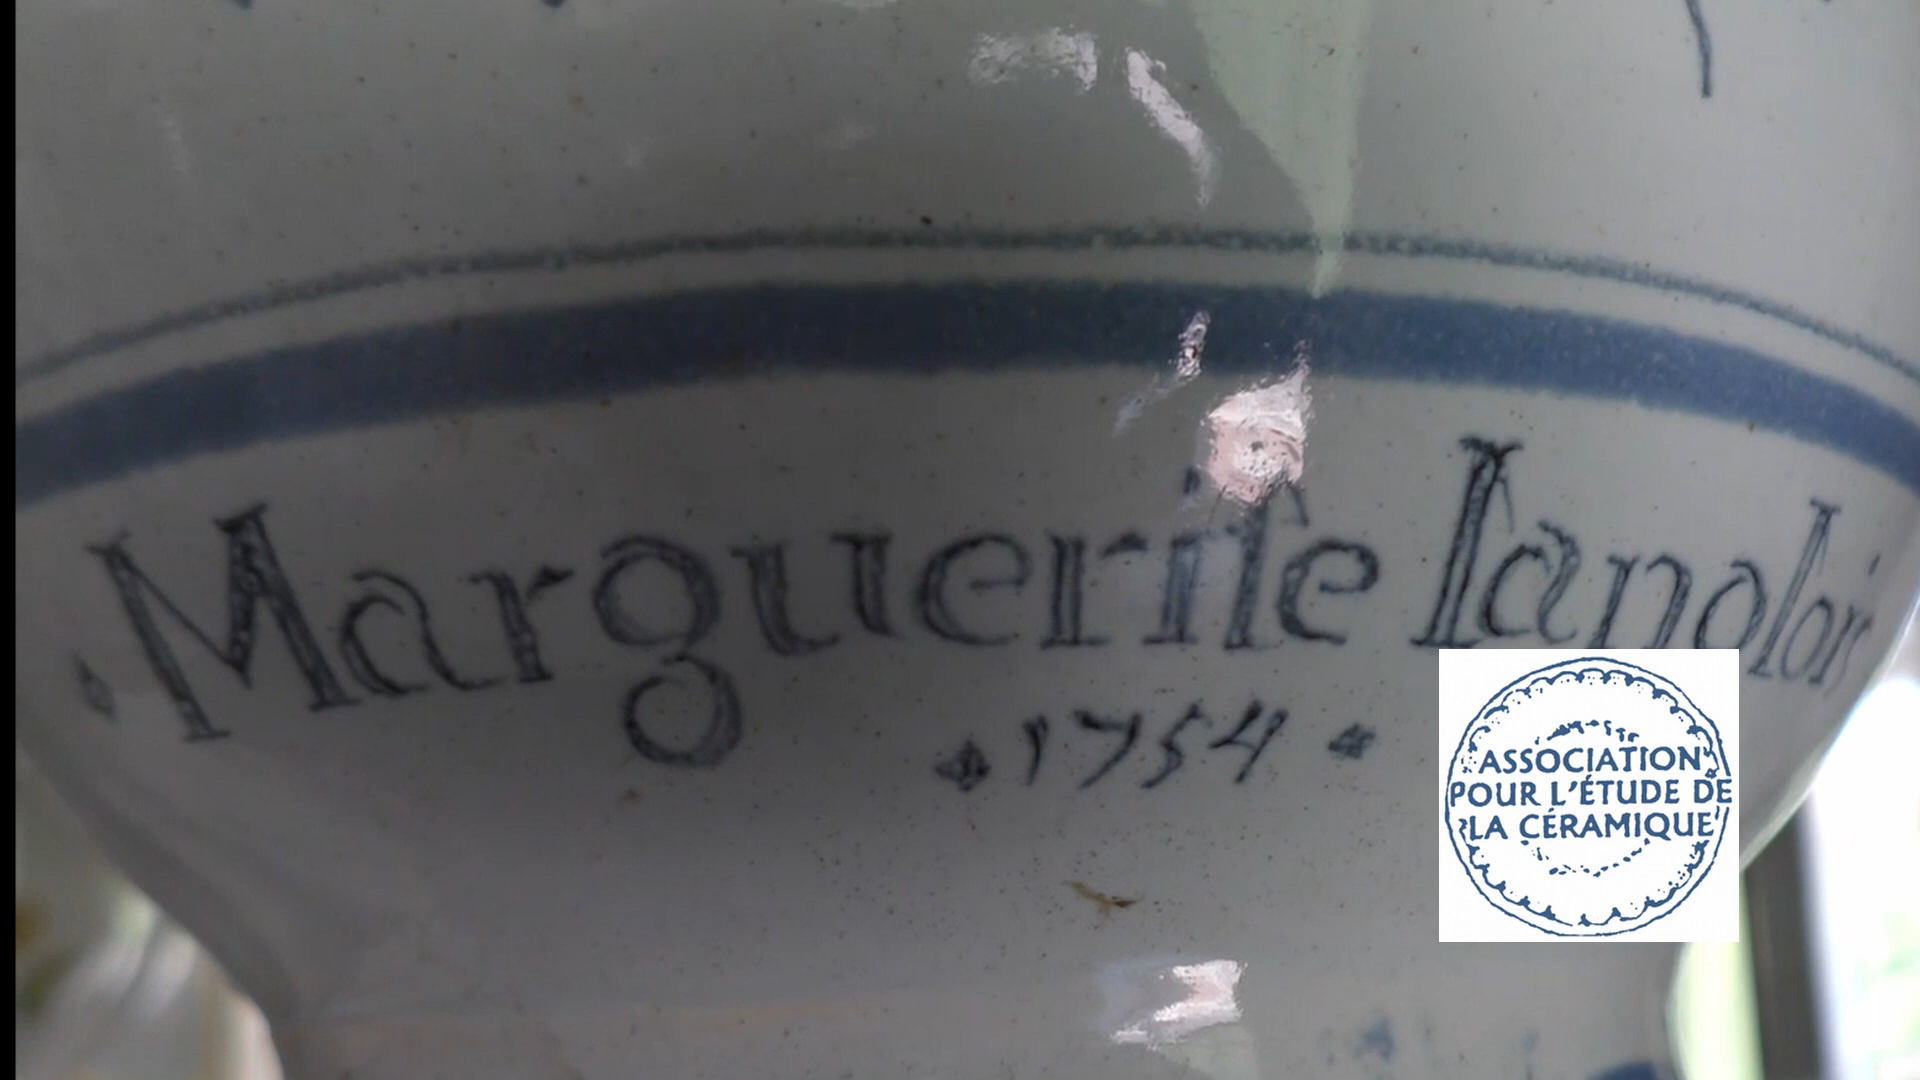 Marguerite Langlois
1754
ASSOCIATION
POUR L'ÉTUDE DE
LA CÉRAMIQUE